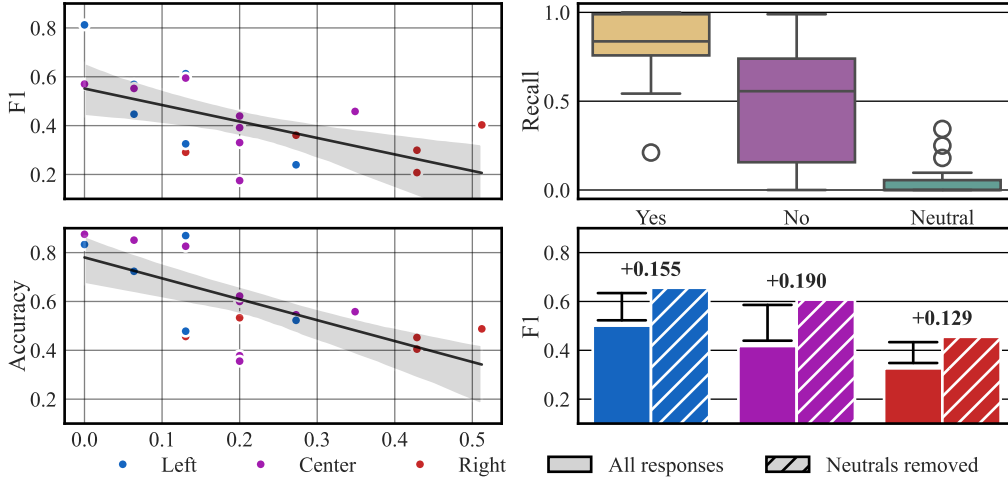 0.8
0.6
0.4
0.2
F1
1.0
0.5
0.0
Recall
Yes No Neutral
0.8
0.6
0.4
0.2
Accuracy
0.0 0.1 0.2 0.3 0.4 0.5
0.8
0.6
0.4
0.2
F1
+0.155
+0.190
+0.129
Left Center Right
All responses Neutrals removed